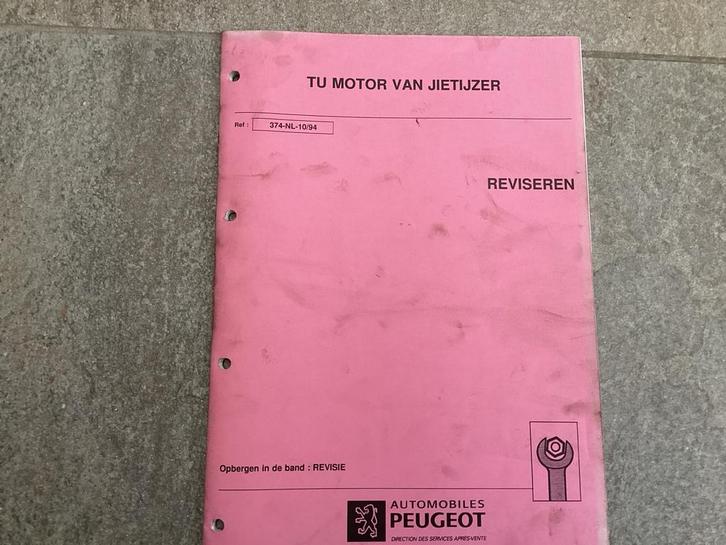 TU MOTOR VAN JIETIJZER
Ref : 374-NL-10/94
REVISEREN
Opbergen in de band : REVISIE
AUTOMOBILES
PEUGEOT
DIRECTION DES SERVICES APRES-VENTE